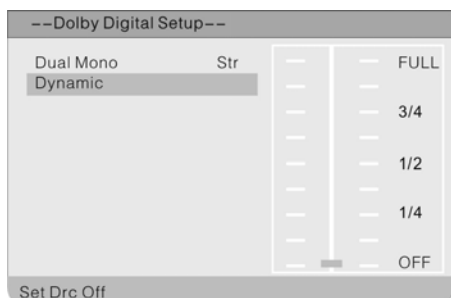 --Dolby Digital Setup--
Dual Mono Str
Dynamic
FULL
3/4
1/2
1/4
OFF
Set Drc Off